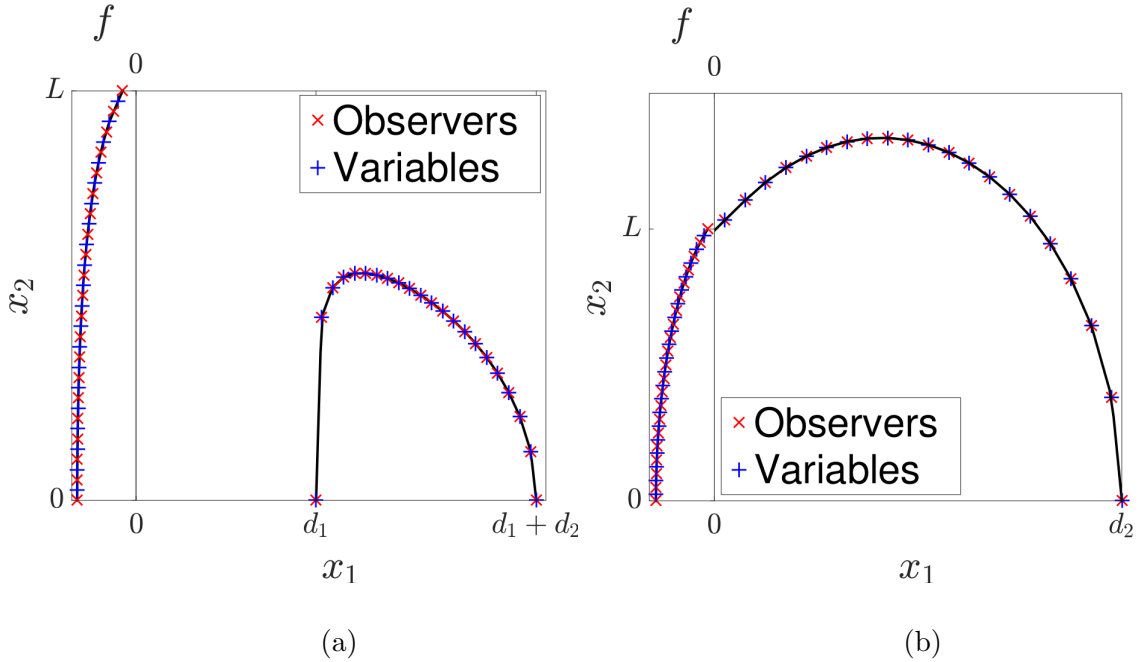 f
0
L
× Observers
+ Variables
x₂
0
0
d₁
d₁ + d₂
x₁
(a)
f
0
L
x₂
× Observers
+ Variables
0
0
d₂
x₁
(b)